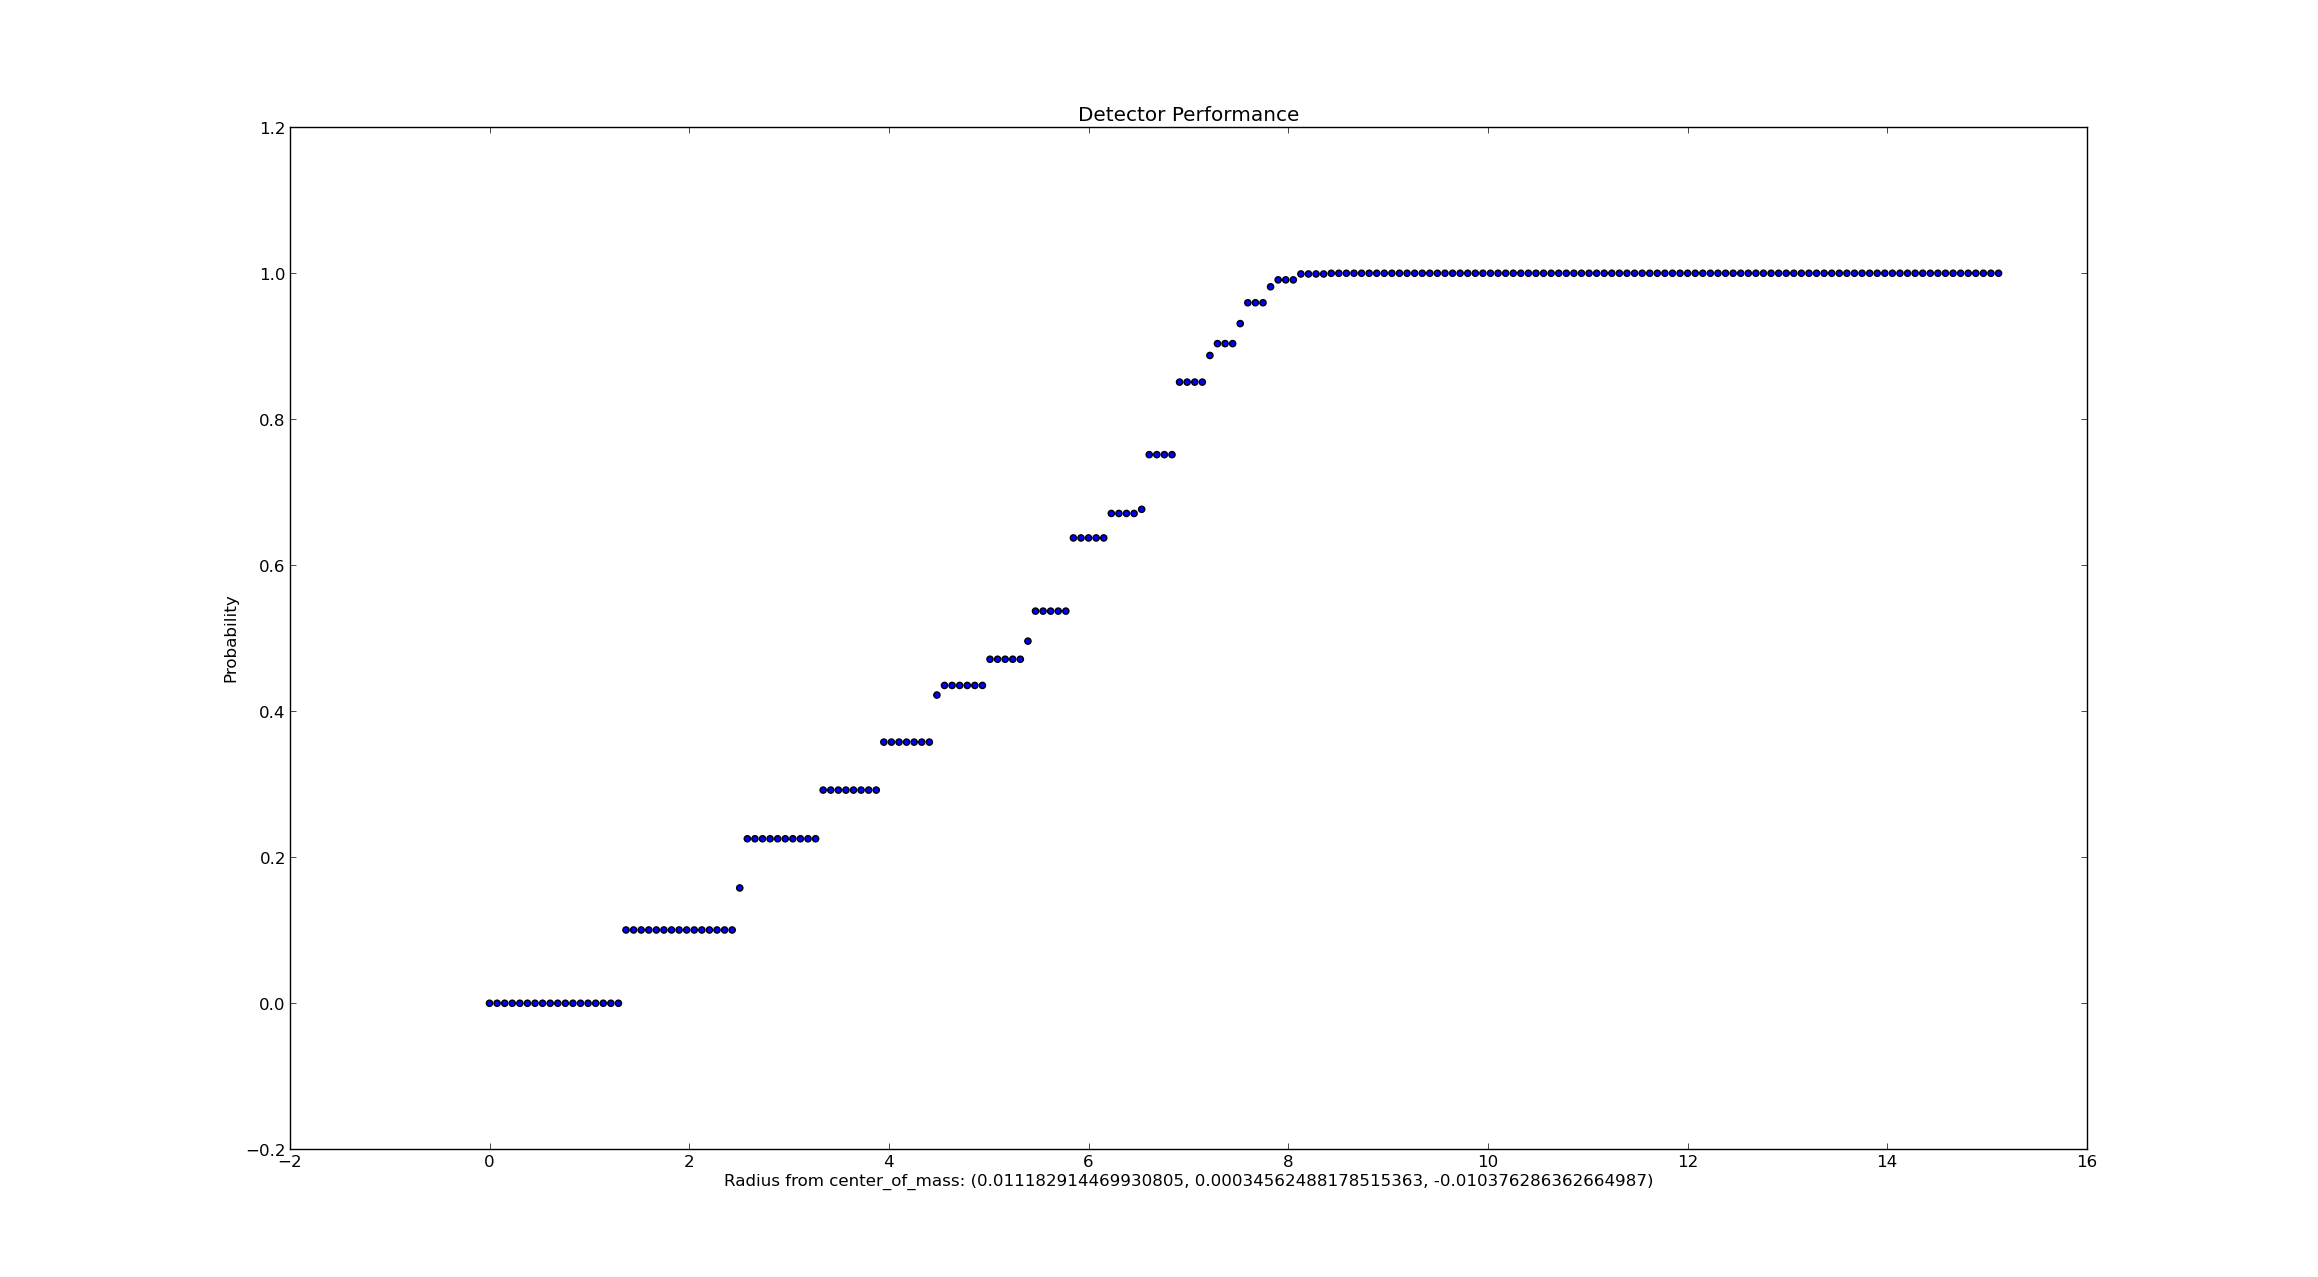 Detector Performance
1.2
1.0
0.8
0.6
0.4
0.2
0.0
−0.2
Probability
−2 0 2 4 6 8 10 12 14 16
Radius from center_of_mass: (0.011182914469930805, 0.00034562488178515363, -0.010376286362664987)